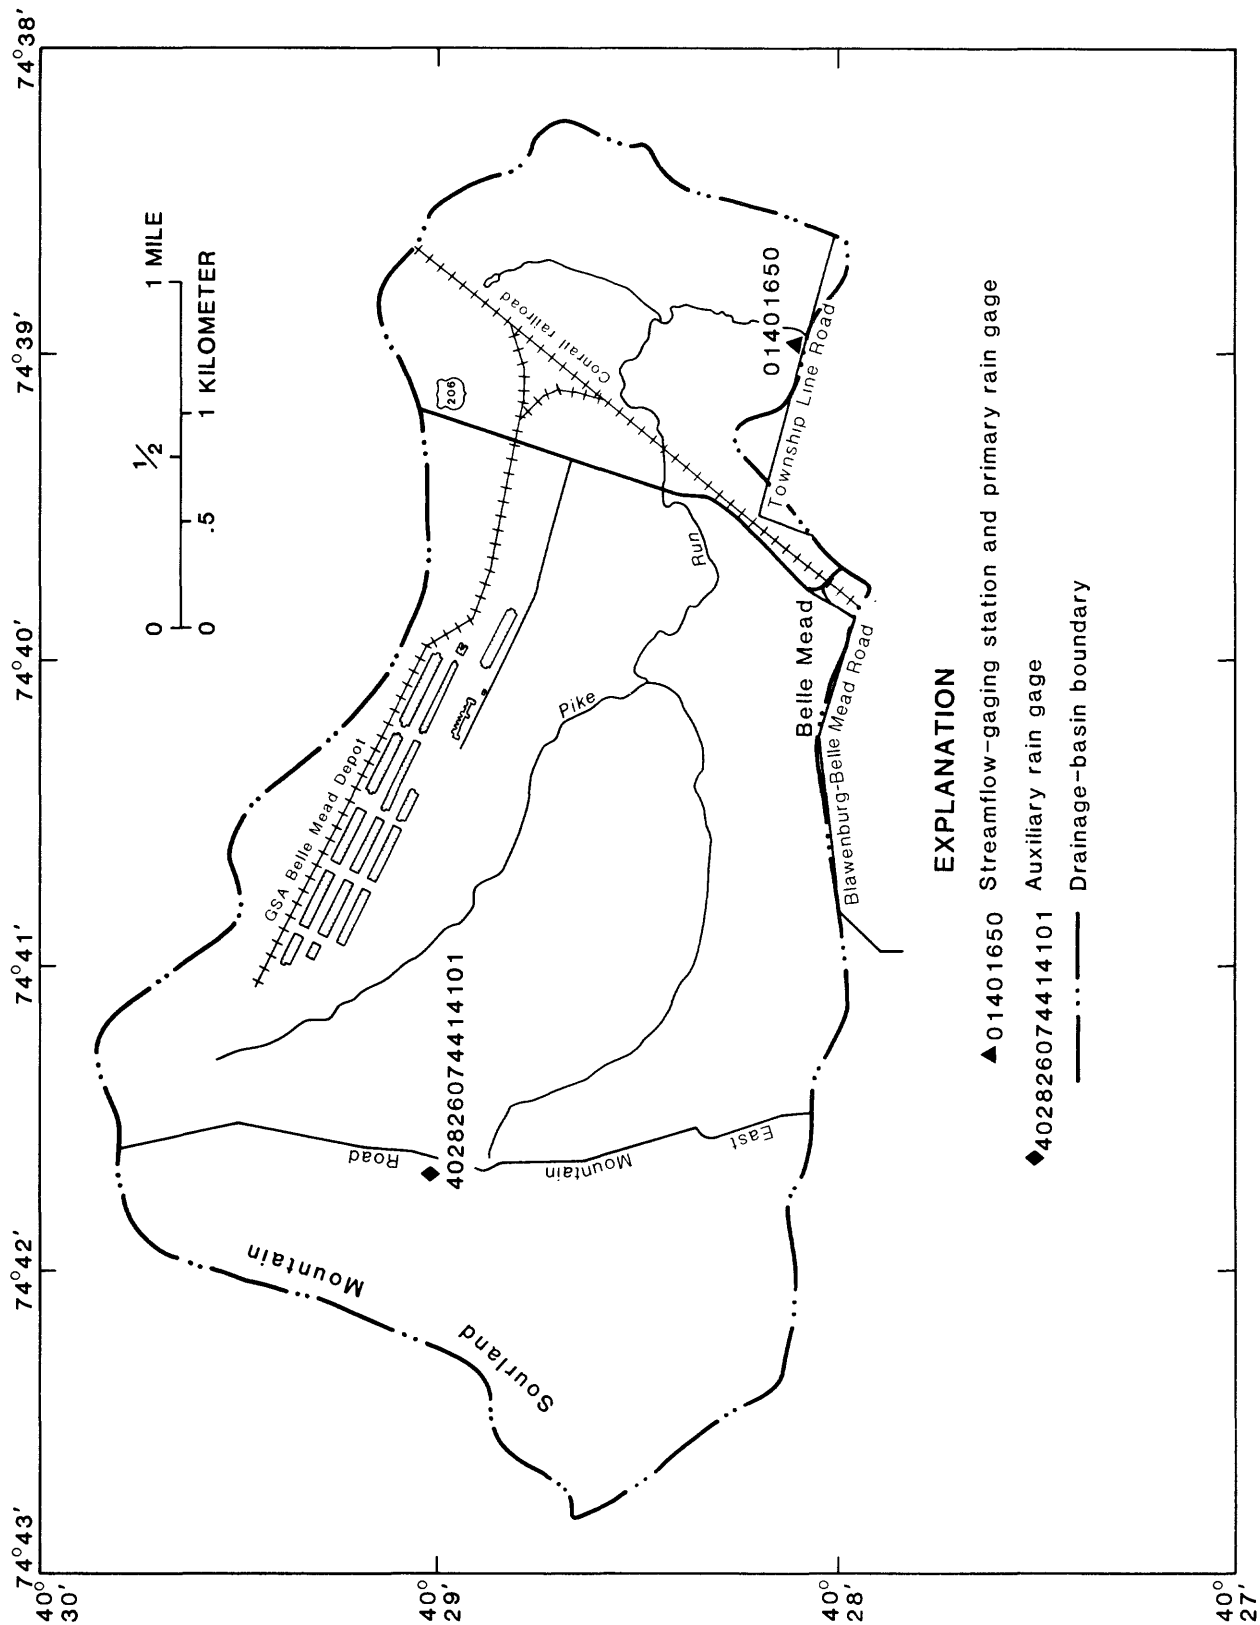 74°43'
74°42'
74°41'
74°40'
74°39'
74°38'
40°
30'
40°
29'
40°
28'
40°
27'
0
1/2
1 MILE
0
.5
1 KILOMETER
Mountain
Sourland
Road
Mountain
East
402826074414101
GSA Belle Mead Depot
Pike
Run
206
Conrail railroad
01401650
Township Line Road
Belle Mead
Blawenburg-Belle Mead Road
EXPLANATION
01401650 Streamflow-gaging station and primary rain gage
402826074414101 Auxiliary rain gage
Drainage-basin boundary